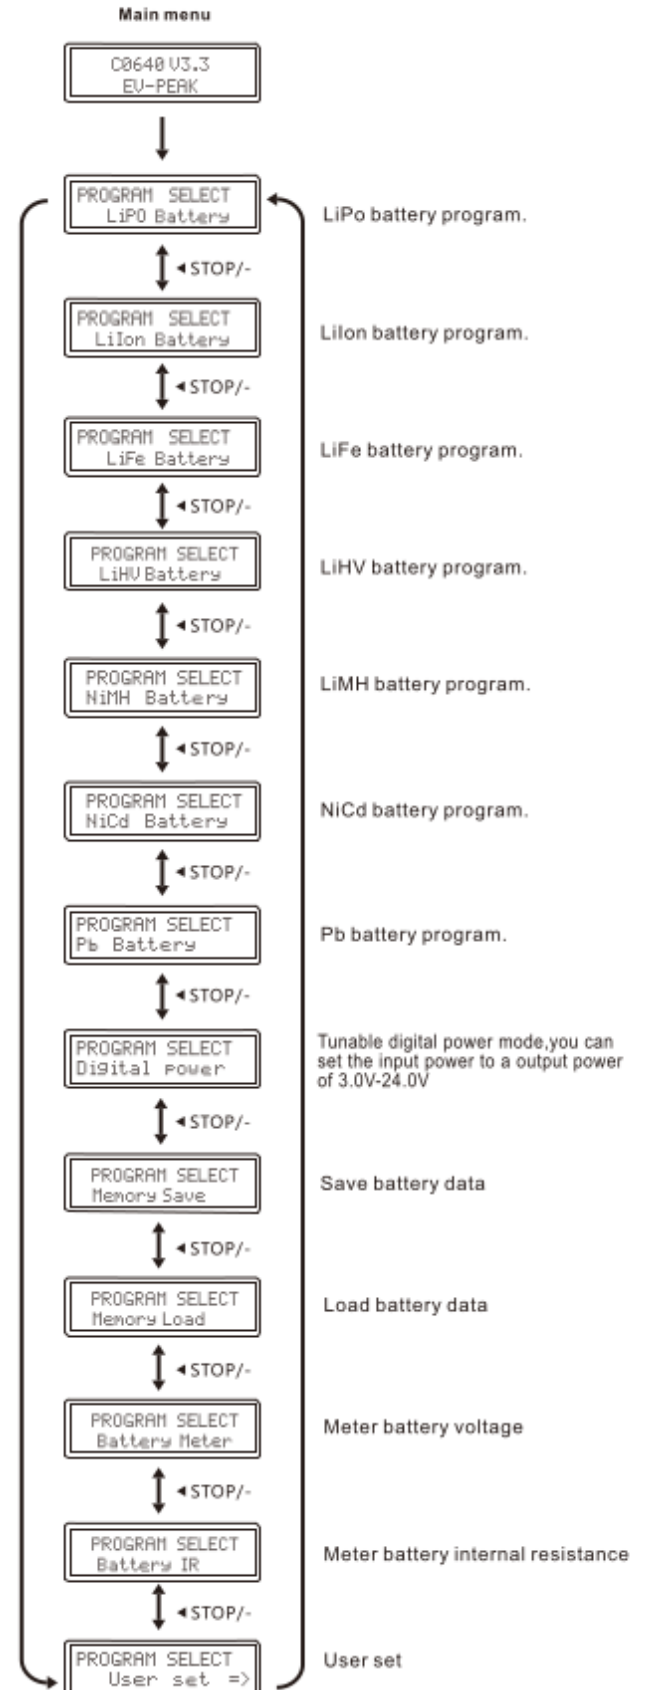 Main menu
C0640 V3.3
EV-PEAK
PROGRAM SELECT
LiPO Battery
LiPo battery program.
◄STOP/-
PROGRAM SELECT
LiIon Battery
LiIon battery program.
◄STOP/-
PROGRAM SELECT
LiFe Battery
LiFe battery program.
◄STOP/-
PROGRAM SELECT
LiHV Battery
LiHV battery program.
◄STOP/-
PROGRAM SELECT
NiMH Battery
LiMH battery program.
◄STOP/-
PROGRAM SELECT
NiCd Battery
NiCd battery program.
◄STOP/-
PROGRAM SELECT
Pb Battery
Pb battery program.
◄STOP/-
PROGRAM SELECT
Digital power
Tunable digital power mode,you can
set the input power to a output power
of 3.0V-24.0V
◄STOP/-
PROGRAM SELECT
Memory Save
Save battery data
◄STOP/-
PROGRAM SELECT
Memory Load
Load battery data
◄STOP/-
PROGRAM SELECT
Battery Meter
Meter battery voltage
◄STOP/-
PROGRAM SELECT
Battery IR
Meter battery internal resistance
◄STOP/-
PROGRAM SELECT
User set =>
User set